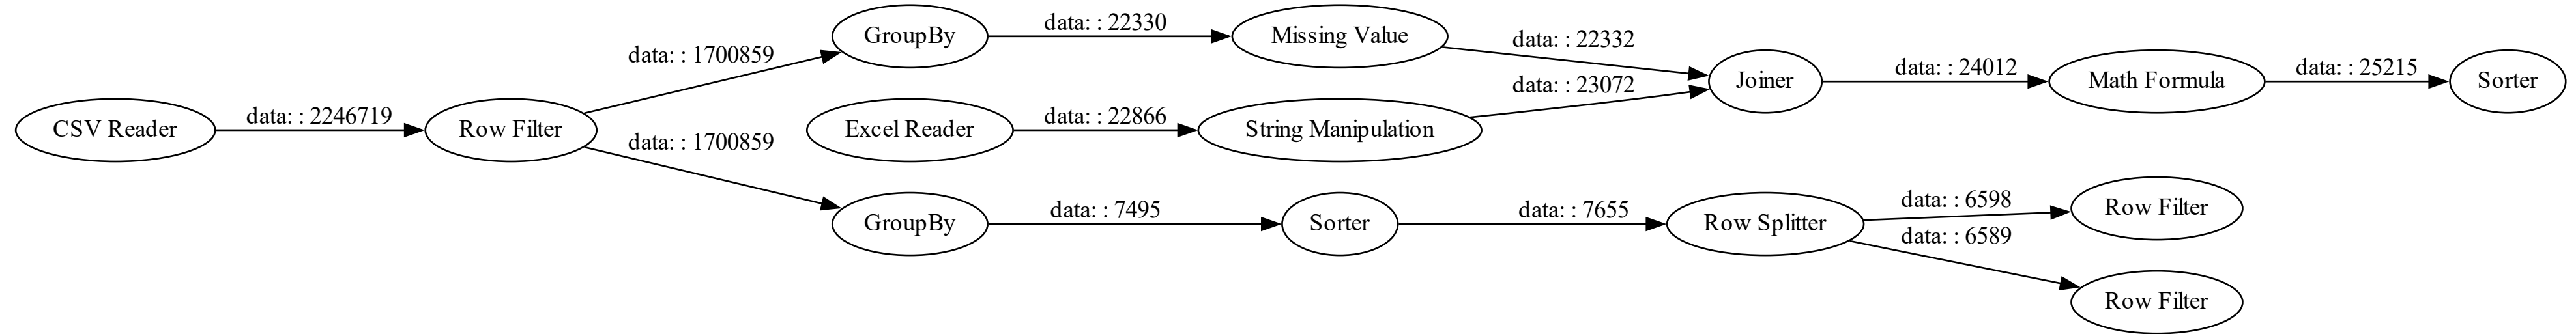 GroupBy
data: : 22330
Missing Value
data: : 22332
data: : 1700859
CSV Reader
data: : 2246719
Row Filter
Excel Reader
data: : 22866
String Manipulation
data: : 23072
Joiner
data: : 24012
Math Formula
data: : 25215
Sorter
data: : 1700859
GroupBy
data: : 7495
Sorter
data: : 7655
Row Splitter
data: : 6598
Row Filter
data: : 6589
Row Filter